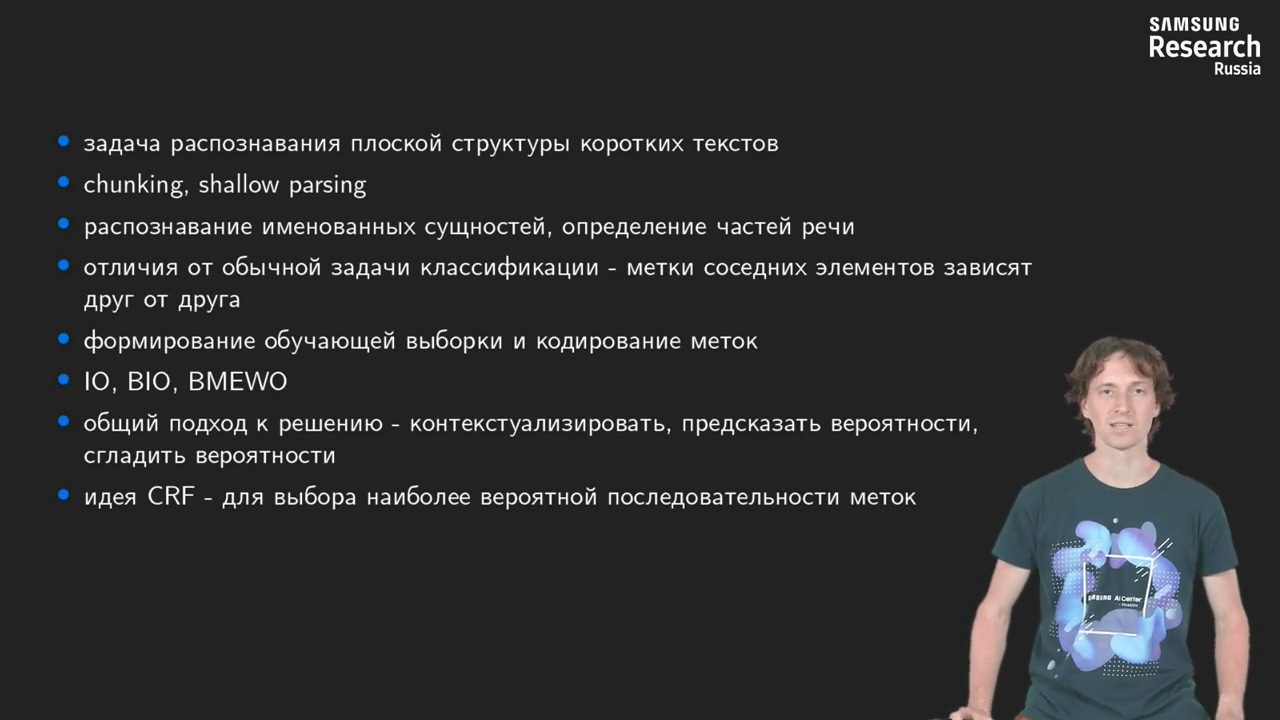 SAMSUNG
Research
Russia
задача распознавания плоской структуры коротких текстов
chunking, shallow parsing
распознавание именованных сущностей, определение частей речи
отличия от обычной задачи классификации - метки соседних элементов зависят
друг от друга
формирование обучающей выборки и кодирование меток
IO, BIO, BMEWO
общий подход к решению - контекстуализировать, предсказать вероятности,
сгладить вероятности
идея CRF - для выбора наиболее вероятной последовательности меток
SAMSUNG AI Center
- Moscow